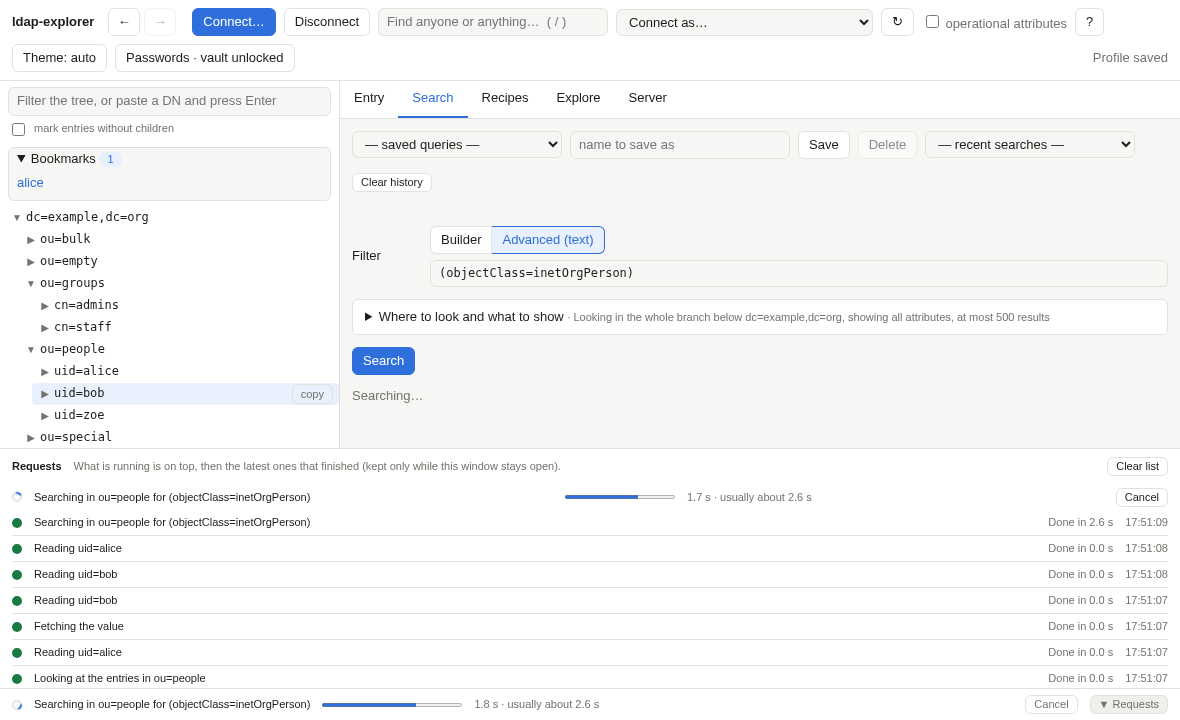 ldap-explorer ← → Connect… Disconnect Find anyone or anything… ( / ) Connect as… ↻ operational attributes ?
Theme: auto Passwords · vault unlocked Profile saved
Filter the tree, or paste a DN and press Enter
mark entries without children
▼ Bookmarks 1
alice
▼ dc=example,dc=org
▶ ou=bulk
▶ ou=empty
▼ ou=groups
▶ cn=admins
▶ cn=staff
▼ ou=people
▶ uid=alice
▶ uid=bob copy
▶ uid=zoe
▶ ou=special
Entry Search Recipes Explore Server
— saved queries — name to save as Save Delete — recent searches —
Clear history
Filter
Builder Advanced (text)
(objectClass=inetOrgPerson)
▶ Where to look and what to show · Looking in the whole branch below dc=example,dc=org, showing all attributes, at most 500 results
Search
Searching…
Requests What is running is on top, then the latest ones that finished (kept only while this window stays open). Clear list
Searching in ou=people for (objectClass=inetOrgPerson) 1.7 s · usually about 2.6 s Cancel
Searching in ou=people for (objectClass=inetOrgPerson) Done in 2.6 s 17:51:09
Reading uid=alice Done in 0.0 s 17:51:08
Reading uid=bob Done in 0.0 s 17:51:08
Reading uid=bob Done in 0.0 s 17:51:07
Fetching the value Done in 0.0 s 17:51:07
Reading uid=alice Done in 0.0 s 17:51:07
Looking at the entries in ou=people Done in 0.0 s 17:51:07
Searching in ou=people for (objectClass=inetOrgPerson) 1.8 s · usually about 2.6 s Cancel ▼ Requests